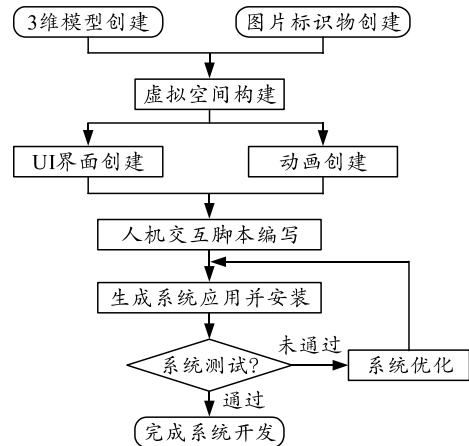 3维模型创建
图片标识物创建
虚拟空间构建
UI界面创建
动画创建
人机交互脚本编写
生成系统应用并安装
系统测试?
未通过
系统优化
通过
完成系统开发